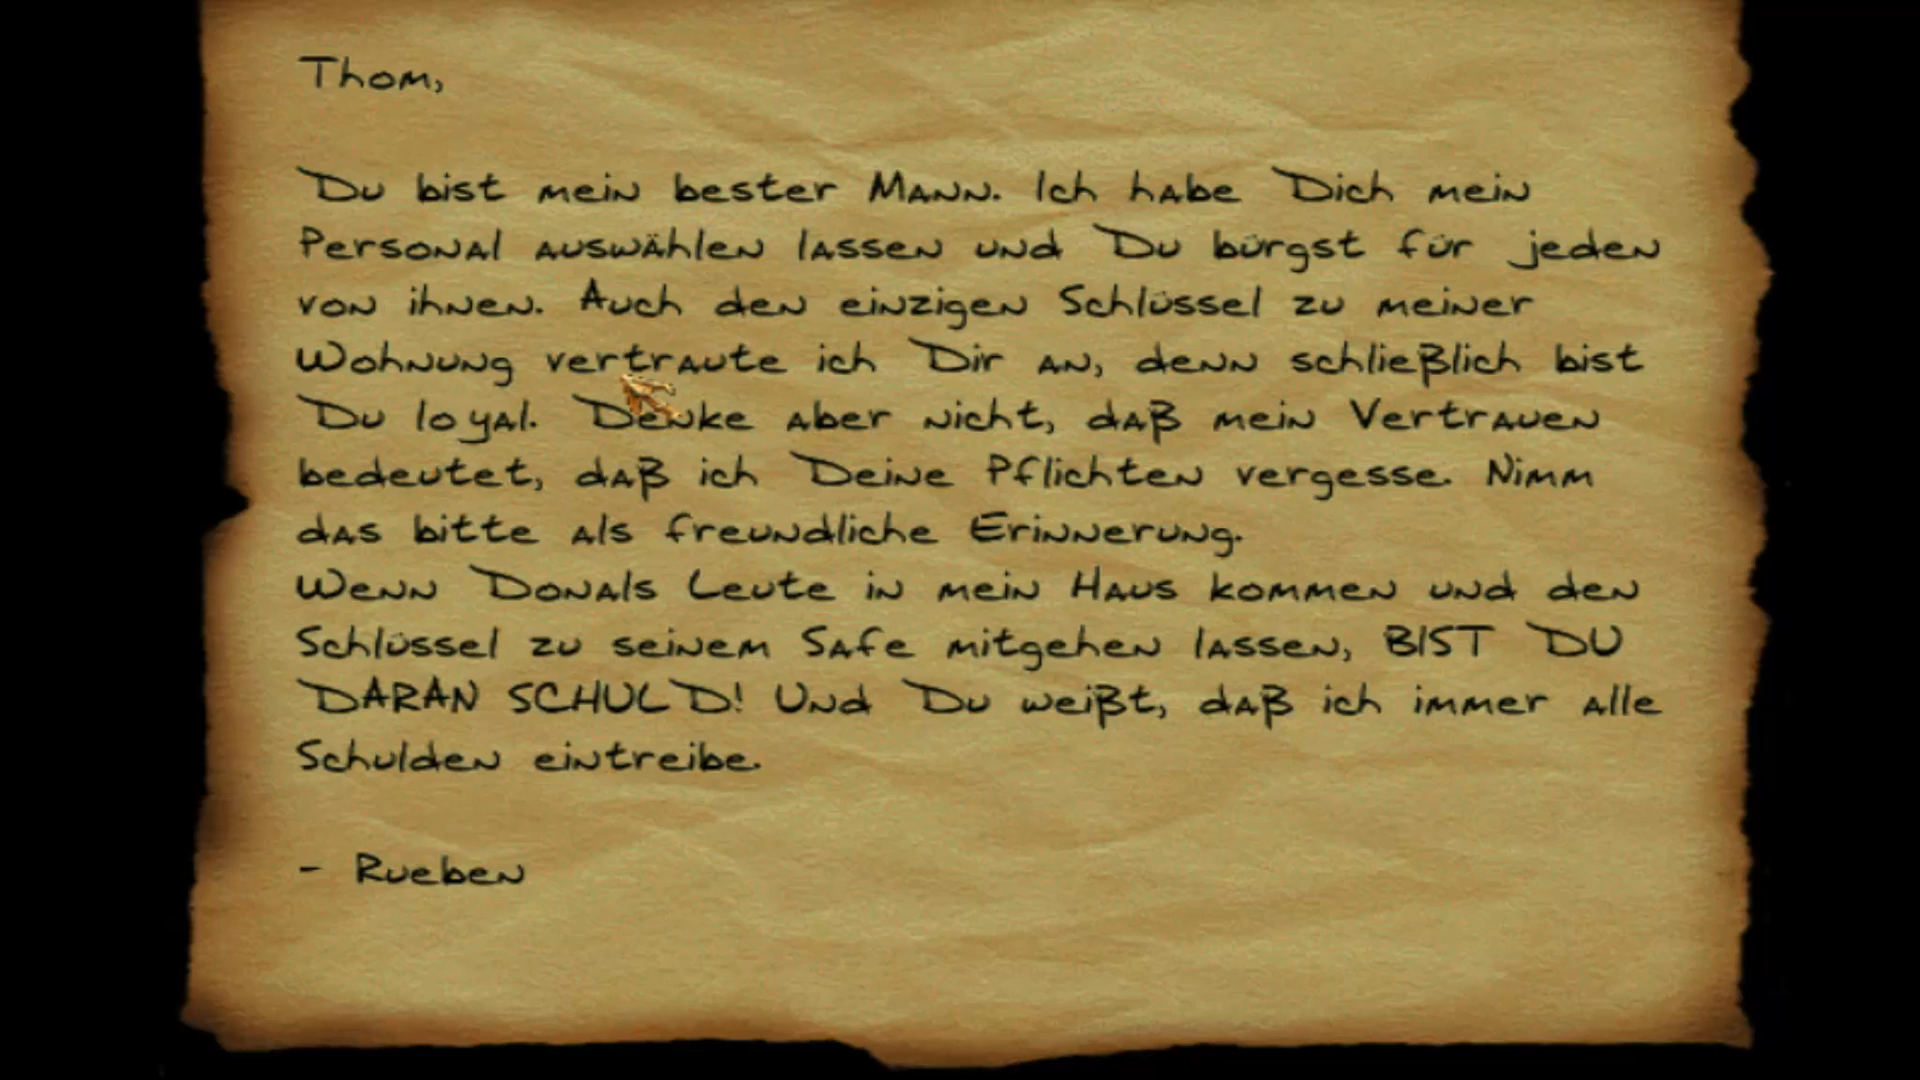 Thom,
Du bist mein bester Mann. Ich habe Dich mein
Personal auswählen lassen und Du bürgst für jeden
von ihnen. Auch den einzigen Schlüssel zu meiner
Wohnung vertraute ich Dir an, denn schließlich bist
Du loyal. Denke aber nicht, daß mein Vertrauen
bedeutet, daß ich Deine Pflichten vergesse. Nimm
das bitte als freundliche Erinnerung.
Wenn Donals Leute in mein Haus kommen und den
Schlüssel zu seinem Safe mitgehen lassen, BIST DU
DARAN SCHULD! Und Du weißt, daß ich immer alle
Schulden eintreibe.
- Rueben